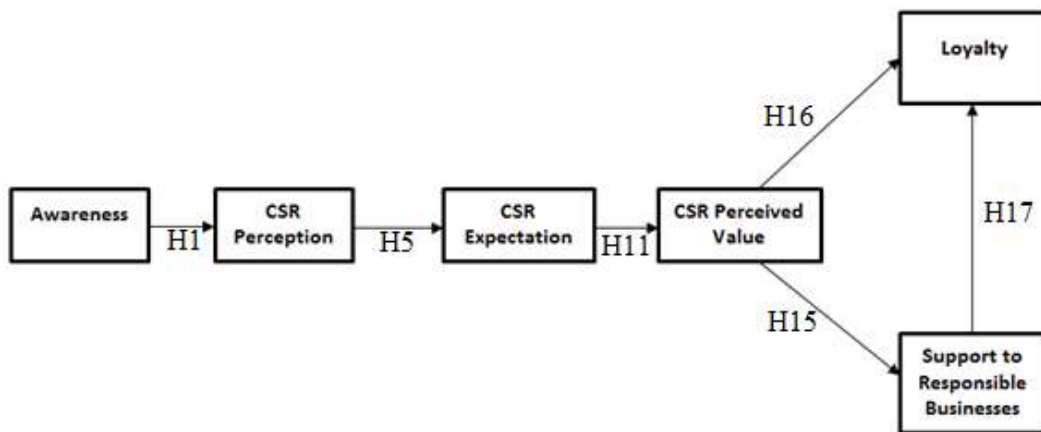 Loyalty
H16
Awareness
H1
CSR
Perception
H5
CSR
Expectation
H11
CSR Perceived
Value
H17
H15
Support to
Responsible
Businesses